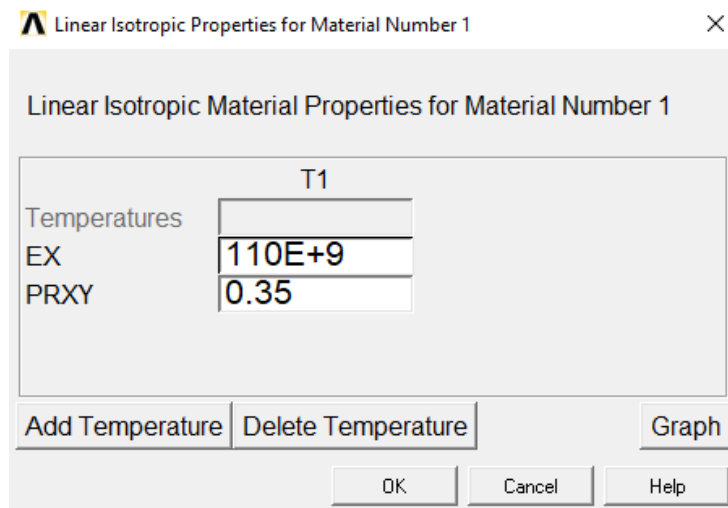 Linear Isotropic Properties for Material Number 1
Linear Isotropic Material Properties for Material Number 1
T1
Temperatures
EX 110E+9
PRXY 0.35
Add Temperature Delete Temperature Graph
OK Cancel Help